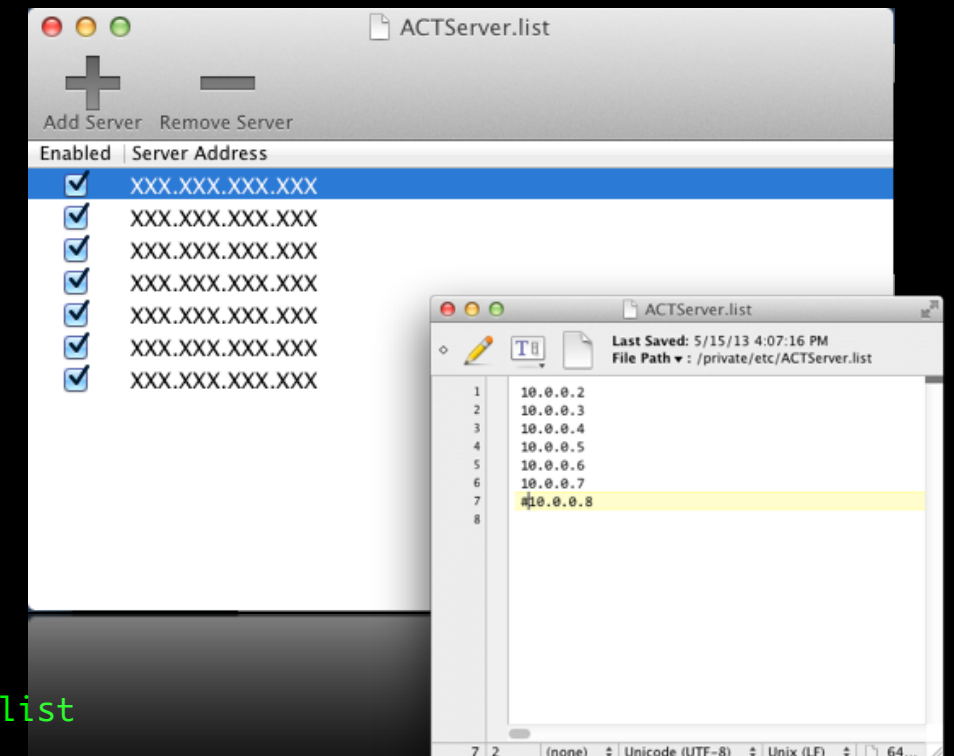 ACTServer.list
Add Server Remove Server
Enabled Server Address
XXX.XXX.XXX.XXX
XXX.XXX.XXX.XXX
XXX.XXX.XXX.XXX
XXX.XXX.XXX.XXX
XXX.XXX.XXX.XXX
XXX.XXX.XXX.XXX
XXX.XXX.XXX.XXX
ACTServer.list
Last Saved: 5/15/13 4:07:16 PM
File Path ▾ : /private/etc/ACTServer.list
1 10.0.0.2
2 10.0.0.3
3 10.0.0.4
4 10.0.0.5
5 10.0.0.6
6 10.0.0.7
7 #10.0.0.8
8
list
7 2 (none) Unicode (UTF-8) Unix (LF) 64...